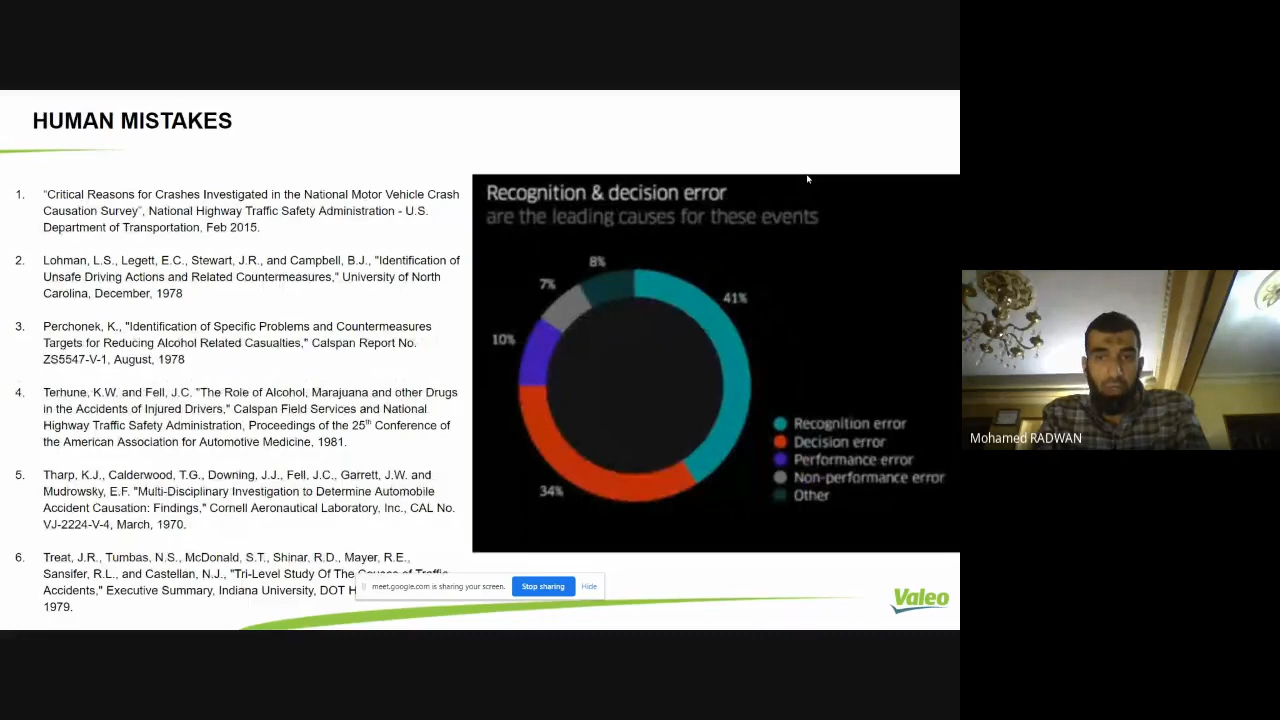 HUMAN MISTAKES
1. "Critical Reasons for Crashes Investigated in the National Motor Vehicle Crash
Causation Survey", National Highway Traffic Safety Administration - U.S.
Department of Transportation, Feb 2015.
2. Lohman, L.S., Legett, E.C., Stewart, J.R., and Campbell, B.J., "Identification of
Unsafe Driving Actions and Related Countermeasures," University of North
Carolina, December, 1978
3. Perchonek, K., "Identification of Specific Problems and Countermeasures
Targets for Reducing Alcohol Related Casualties," Calspan Report No.
ZS5547-V-1, August, 1978
4. Terhune, K.W. and Fell, J.C. "The Role of Alcohol, Marajuana and other Drugs
in the Accidents of Injured Drivers," Calspan Field Services and National
Highway Traffic Safety Administration, Proceedings of the 25th Conference of
the American Association for Automotive Medicine, 1981.
5. Tharp, K.J., Calderwood, T.G., Downing, J.J., Fell, J.C., Garrett, J.W. and
Mudrowsky, E.F. "Multi-Disciplinary Investigation to Determine Automobile
Accident Causation: Findings," Cornell Aeronautical Laboratory, Inc., CAL No.
VJ-2224-V-4, March, 1970.
6. Treat, J.R., Tumbas, N.S., McDonald, S.T., Shinar, R.D., Mayer, R.E.,
Sansifer, R.L., and Castellan, N.J., "Tri-Level Study Of The Cause of Traffic
Accidents," Executive Summary, Indiana University, DOT
1979.
Recognition & decision error
are the leading causes for these events
8%
7%
41%
10%
34%
Recognition error
Decision error
Performance error
Non-performance error
Other
meet.google.com is sharing your screen.
Stop sharing
Hide
Valeo
Mohamed RADWAN